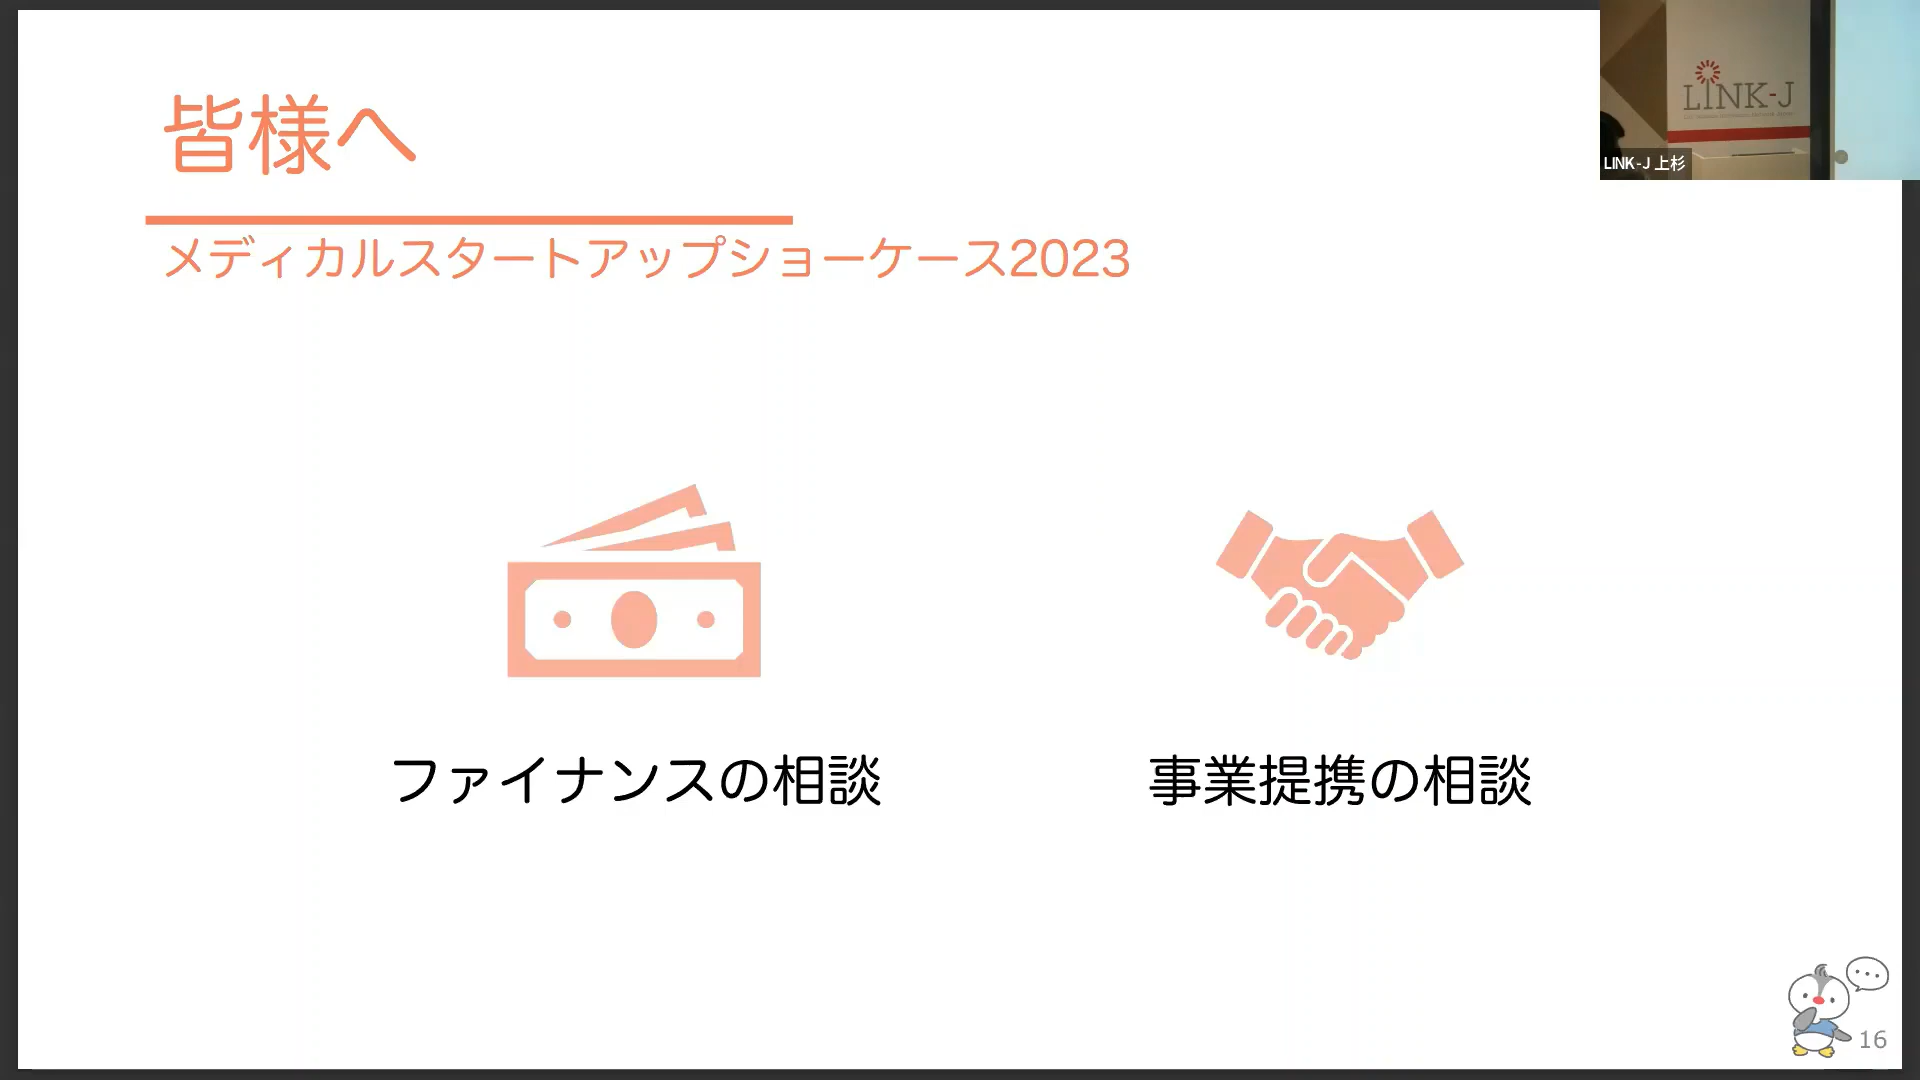 皆様へ
メディカルスタートアップショーケース2023
ファイナンスの相談
事業提携の相談
16
LINK-J
LINK-J 上杉